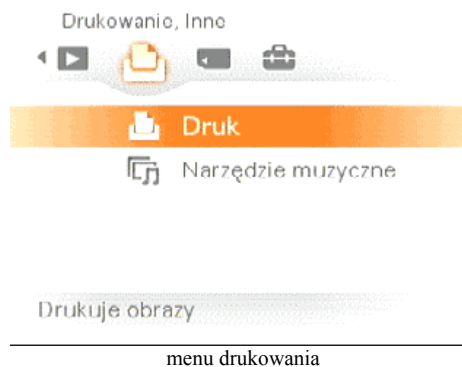 Drukowanie, Inne
Druk
Narzędzie muzyczne
Drukuje obrazy
menu drukowania